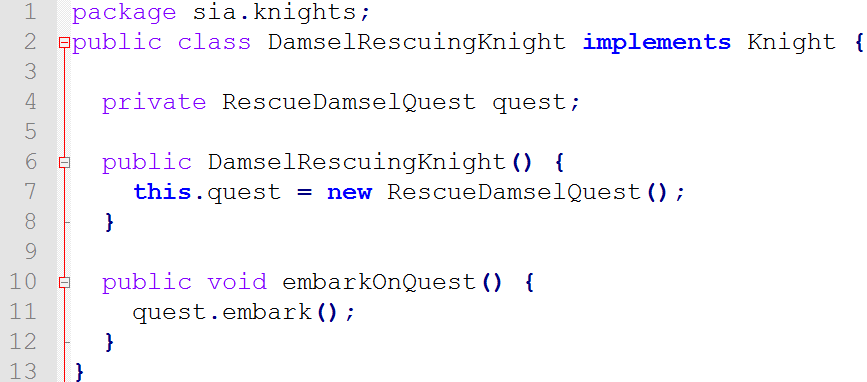 1 package sia.knights;
2 public class DamselRescuingKnight implements Knight {
3
4 private RescueDamselQuest quest;
5
6 public DamselRescuingKnight() {
7 this.quest = new RescueDamselQuest();
8 }
9
10 public void embarkOnQuest() {
11 quest.embark();
12 }
13 }